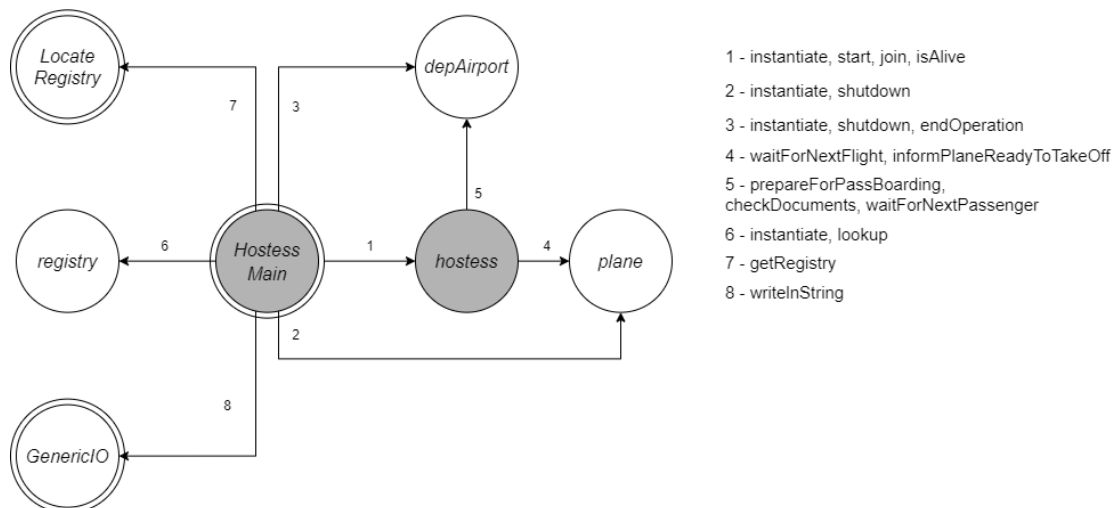 Locate
Registry
depAirport
7
3
5
registry
6
Hostess
Main
1
hostess
4
plane
2
8
GenericIO
1 - instantiate, start, join, isAlive
2 - instantiate, shutdown
3 - instantiate, shutdown, endOperation
4 - waitForNextFlight, informPlaneReadyToTakeOff
5 - prepareForPassBoarding,
checkDocuments, waitForNextPassenger
6 - instantiate, lookup
7 - getRegistry
8 - writeInString